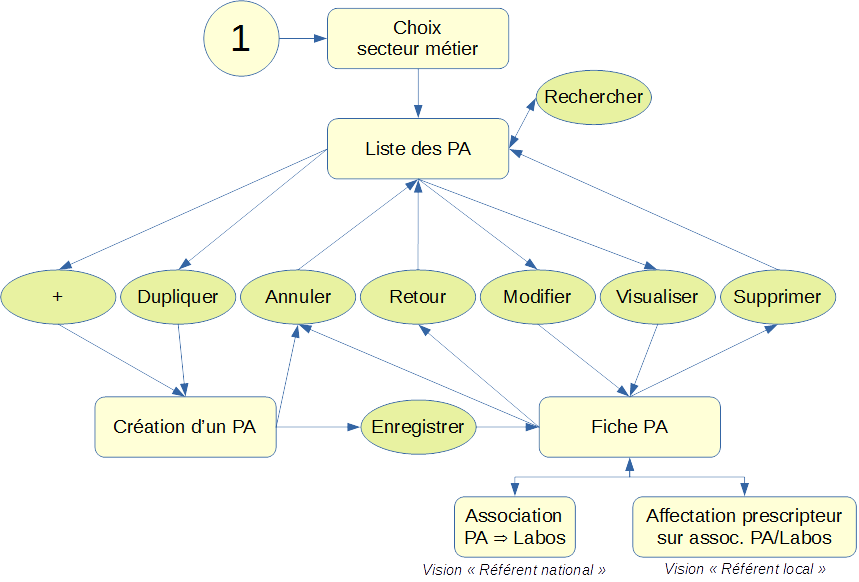 1
Choix
secteur métier
Rechercher
Liste des PA
+
Dupliquer
Annuler
Retour
Modifier
Visualiser
Supprimer
Création d’un PA
Enregistrer
Fiche PA
Association
PA ⇒ Labos
Affectation prescripteur
sur assoc. PA/Labos
Vision « Référent national »
Vision « Référent local »